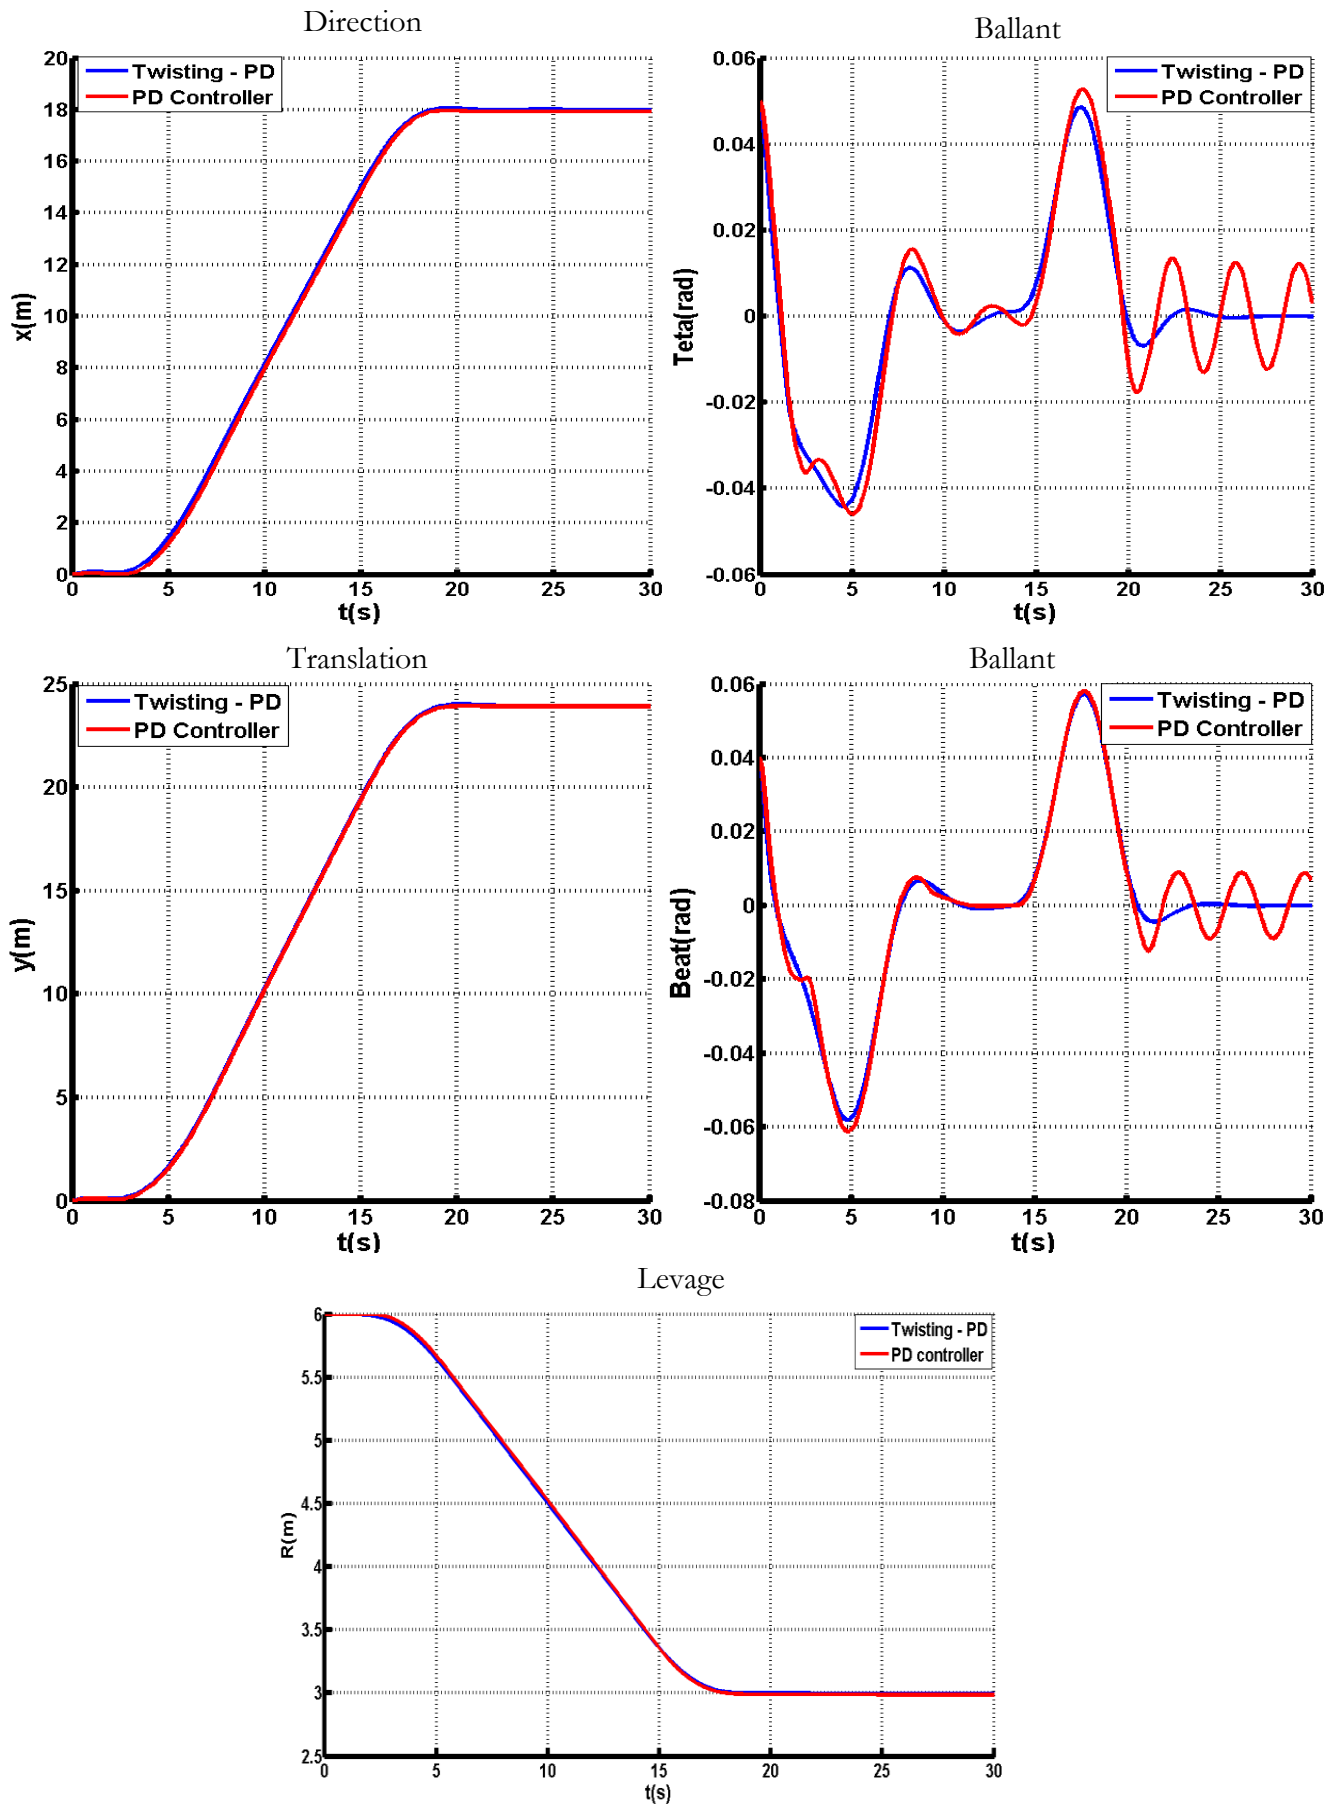 Direction
20
18
16
14
12
10
8
6
4
2
0
x(m)
Twisting - PD
PD Controller
0 5 10 15 20 25 30
t(s)
Ballant
0.06
0.04
0.02
0
-0.02
-0.04
-0.06
Teta(rad)
Twisting - PD
PD Controller
0 5 10 15 20 25 30
t(s)
Translation
25
20
15
10
5
0
y(m)
Twisting - PD
PD Controller
0 5 10 15 20 25 30
t(s)
Ballant
0.06
0.04
0.02
0
-0.02
-0.04
-0.06
-0.08
Beat(rad)
Twisting - PD
PD Controller
0 5 10 15 20 25 30
t(s)
Levage
6
5.5
5
4.5
4
3.5
3
2.5
R(m)
Twisting - PD
PD controller
0 5 10 15 20 25 30
t(s)